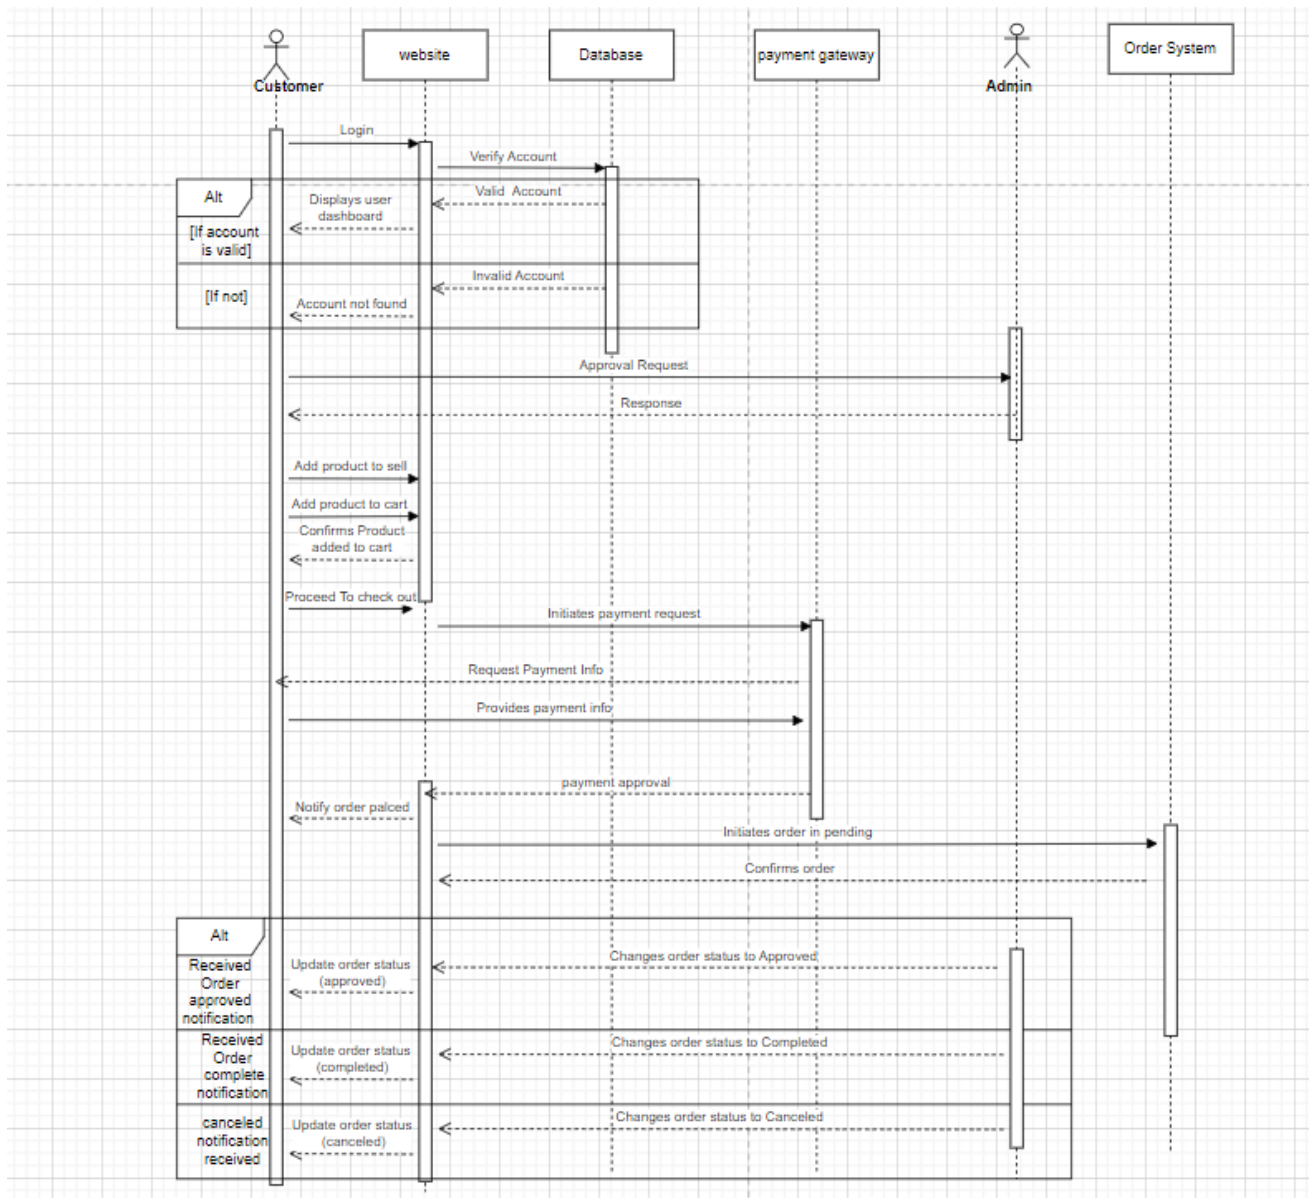 website
Database
payment gateway
Order System
Customer
Admin
Login
Verify Account
Alt
Valid Account
Displays user
dashboard
[If account
is valid]
Invalid Account
[If not]
Account not found
Approval Request
Response
Add product to sell
Add product to cart
Confirms Product
added to cart
Proceed To check out
Initiates payment request
Request Payment Info
Provides payment info
payment approval
Notify order palced
Initiates order in pending
Confirms order
Alt
Changes order status to Approved
Received
Order
approved
notification
Update order status
(approved)
Changes order status to Completed
Received
Order
complete
notification
Update order status
(completed)
Changes order status to Canceled
canceled
notification
received
Update order status
(canceled)